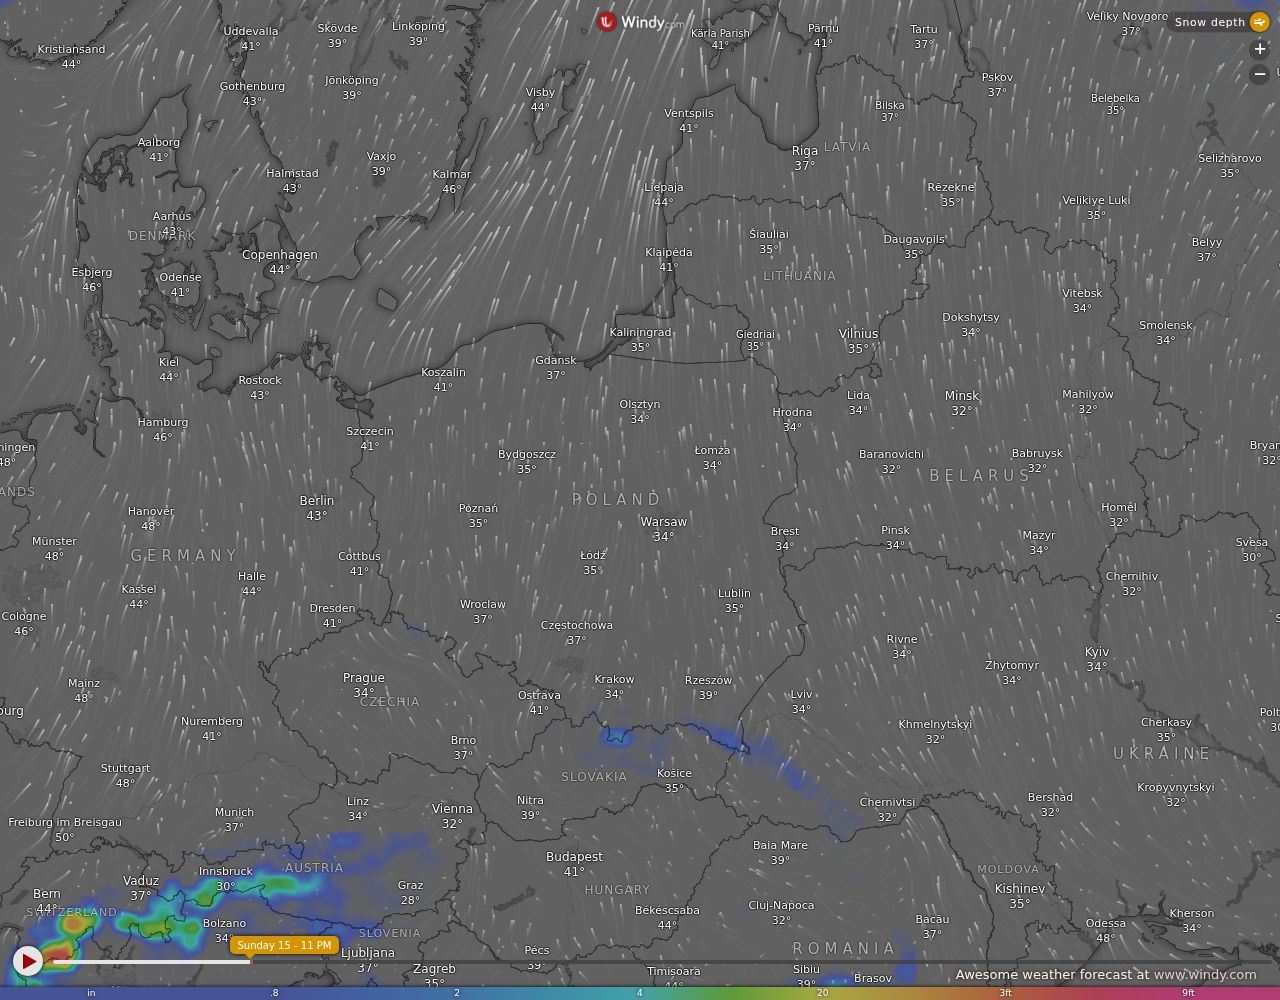 Windy.com
Snow depth
+
−
Kristiansand
44°
Uddevalla
41°
Skövde
39°
Linköping
39°
Kärla Parish
41°
Pärnu
41°
Tartu
37°
Veliky Novgorod
37°
Gothenburg
43°
Jönköping
39°
Visby
44°
Ventspils
41°
Bilska
37°
Pskov
37°
Belebelka
35°
Aalborg
41°
Halmstad
43°
Vaxjo
39°
Kalmar
46°
Liepaja
44°
Riga
37°
LATVIA
Rēzekne
35°
Selizharovo
35°
Velikiye Luki
35°
Aarhus
43°
DENMARK
Copenhagen
44°
Esbjerg
46°
Odense
41°
Klaipėda
41°
Šiauliai
35°
LITHUANIA
Daugavpils
35°
Belyy
37°
Vitebsk
34°
Kiel
44°
Rostock
43°
Koszalin
41°
Gdansk
37°
Kaliningrad
35°
Giedriai
35°
Vilnius
35°
Dokshytsy
34°
Smolensk
34°
Hamburg
46°
Szczecin
41°
Olsztyn
34°
Hrodna
34°
Lida
34°
Minsk
32°
Mahilyow
32°
Bydgoszcz
35°
Łomża
34°
Baranovichi
32°
Babruysk
32°
BELARUS
Hanover
48°
Berlin
43°
Poznań
35°
POLAND
Warsaw
34°
Brest
34°
Pinsk
34°
Mazyr
34°
Homel
32°
Münster
48°
GERMANY
Cottbus
41°
Łódź
35°
Svesa
30°
Kassel
44°
Halle
44°
Lublin
35°
Chernihiv
32°
Cologne
46°
Dresden
41°
Wroclaw
37°
Częstochowa
37°
Rivne
34°
Zhytomyr
34°
Kyiv
34°
Mainz
48°
Prague
34°
CZECHIA
Ostrava
41°
Krakow
34°
Rzeszów
39°
Lviv
34°
Nuremberg
41°
Brno
37°
Khmelnytskyi
32°
Cherkasy
35°
UKRAINE
Stuttgart
48°
SLOVAKIA
Košice
35°
Kropyvnytskyi
32°
Freiburg im Breisgau
50°
Munich
37°
Linz
34°
Vienna
32°
Nitra
39°
Chernivtsi
32°
Bershad
32°
Bern
44°
SWITZERLAND
Vaduz
37°
Innsbruck
30°
AUSTRIA
Graz
28°
Budapest
41°
HUNGARY
Baia Mare
39°
MOLDOVA
Kishinev
35°
Bolzano
34°
SLOVENIA
Ljubljana
37°
Békéscsaba
44°
Cluj-Napoca
32°
Bacău
37°
Odessa
48°
Kherson
34°
Sunday 15 - 11 PM
Zagreb
35°
Pécs
39°
Timișoara
44°
ROMANIA
Sibiu
39°
Brasov
Awesome weather forecast at www.windy.com
in .8 2 4 20 3ft 9ft